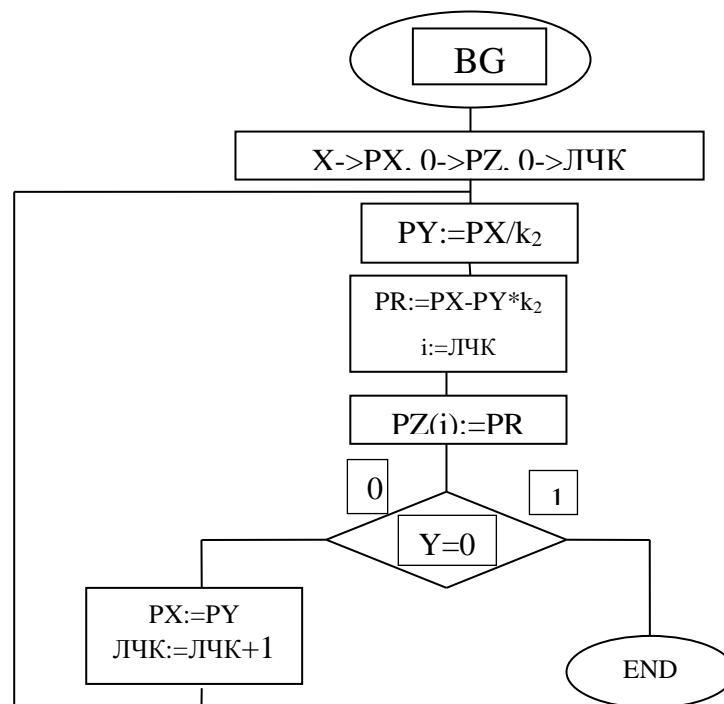 BG
X->PX, 0->PZ, 0->ЛЧК
PY:=PX/k₂
PR:=PX-PY*k₂
i:=ЛЧК
PZ(i):=PR
0
1
Y=0
PX:=PY
ЛЧК:=ЛЧК+1
END